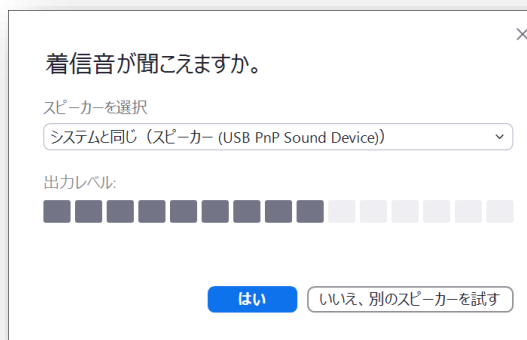 着信音が聞こえますか。
スピーカーを選択
システムと同じ（スピーカー (USB PnP Sound Device)）
出力レベル:
はい
いいえ、別のスピーカーを試す